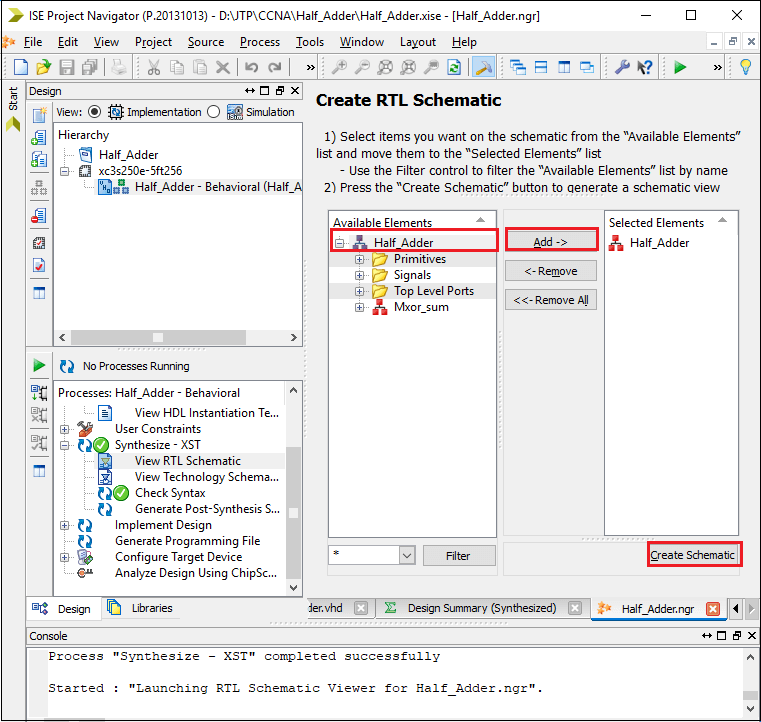 ISE Project Navigator (P.20131013) - D:\JTP\CCNA\Half_Adder\Half_Adder.xise - [Half_Adder.ngr]
File Edit View Project Source Process Tools Window Layout Help
» »
Start
Design
View: Implementation Simulation
Hierarchy
Half_Adder
xc3s250e-5ft256
Half_Adder - Behavioral (Half_A
No Processes Running
Processes: Half_Adder - Behavioral
View HDL Instantiation Te...
User Constraints
Synthesize - XST
View RTL Schematic
View Technology Schema...
Check Syntax
Generate Post-Synthesis S...
Implement Design
Generate Programming File
Configure Target Device
Analyze Design Using ChipSc...
Design Libraries
Create RTL Schematic
1) Select items you want on the schematic from the “Available Elements”
list and move them to the “Selected Elements” list
- Use the Filter control to filter the “Available Elements” list by name
2) Press the “Create Schematic” button to generate a schematic view
Available Elements
Half_Adder
Primitives
Signals
Top Level Ports
Mxor_sum
Add ->
<- Remove
<<- Remove All
Selected Elements
Half_Adder
*
Filter
Create Schematic
der.vhd Design Summary (Synthesized) Half_Adder.ngr
Console
Process "Synthesize - XST" completed successfully
Started : "Launching RTL Schematic Viewer for Half_Adder.ngr".